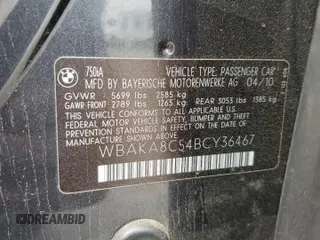 750iA VEHICLE TYPE: PASSENGER CAR
MFD BY BAYERISCHE MOTORENWERKE AG 04/10
GVWR 5699 lbs 2585 kg
GAWR FRONT 2789 lbs 1265 kg REAR 3053 lbs 1385 kg
THIS VEHICLE CONFORMS TO ALL APPLICABLE
FEDERAL MOTOR VEHICLE SAFETY, BUMPER, AND
THEFT PREVENTION STANDARDS IN EFFECT ON THE DATE OF
MANUFACTURE SHOWN ABOVE.
WBAKA8C54BCY36467
DREAMBID